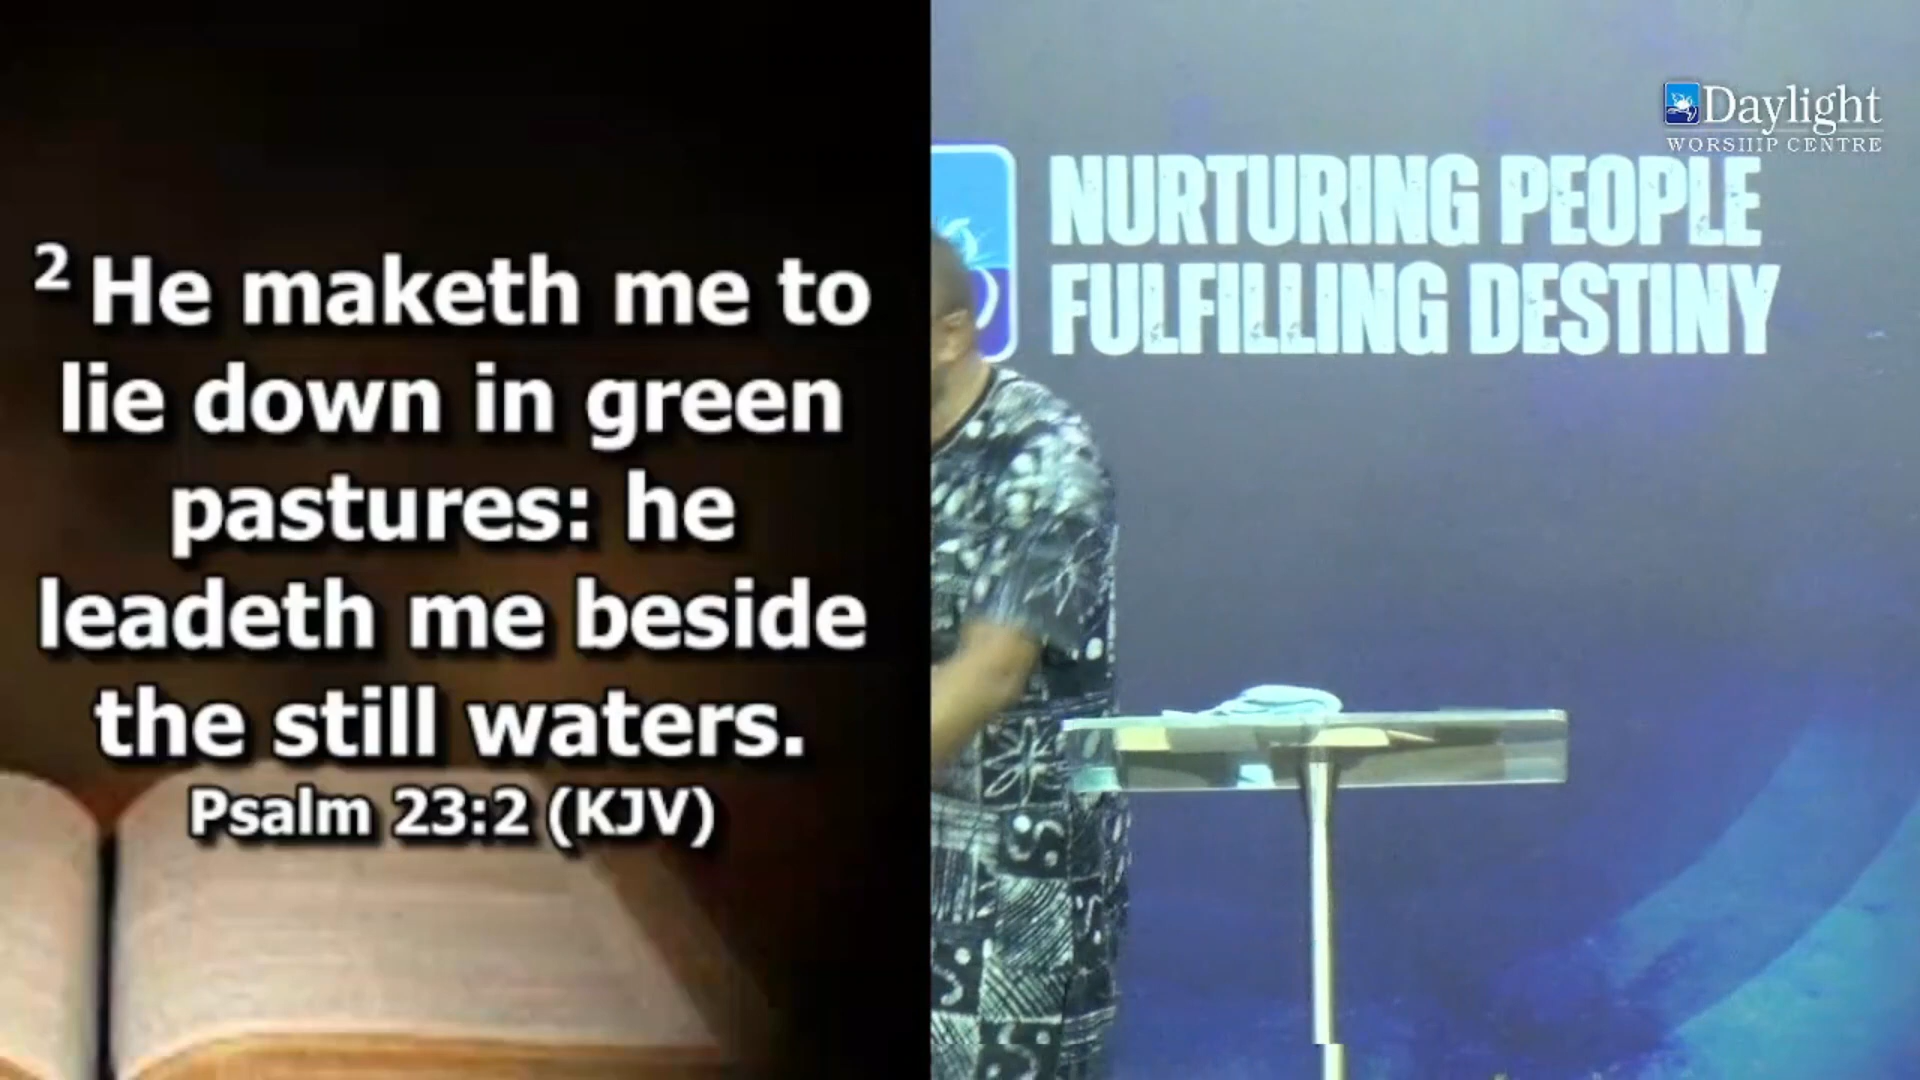 2 He maketh me to
lie down in green
pastures: he
leadeth me beside
the still waters.
Psalm 23:2 (KJV)
NURTURING PEOPLE
FULFILLING DESTINY
Daylight
WORSHIP CENTRE